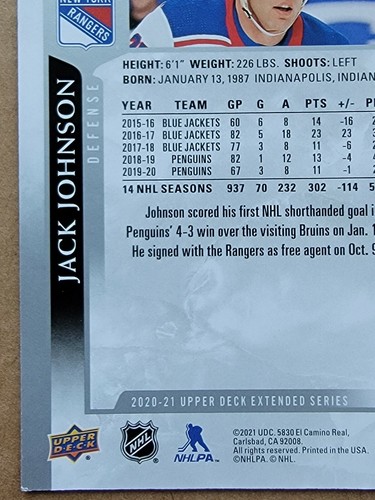 NEW YORK
RANGERS
HEIGHT: 6'1" WEIGHT: 226 LBS. SHOOTS: LEFT
BORN: JANUARY 13, 1987 INDIANAPOLIS,
JACK JOHNSON
DEFENSE
YEAR TEAM GP G A PTS +/-
2015-16 BLUE JACKETS 60 6 8 14 -16 2
2016-17 BLUE JACKETS 82 5 18 23 23 3
2017-18 BLUE JACKETS 77 3 8 11 -6 2
2018-19 PENGUINS 82 1 12 13 -4 4
2019-20 PENGUINS 67 3 8 11 -1 2
14 NHL SEASONS 937 70 232 302 -114 5
Johnson scored his first NHL shorthanded goal i
Penguins' 4-3 win over the visiting Bruins on Jan. 1
He signed with the Rangers as free agent on Oct. 9
2020-21 UPPER DECK EXTENDED SERIES
UPPER
DECK
NHL
NHLPA
©2021 UDC. 5830 El Camino Real,
Carlsbad, CA 92008.
All rights reserved. Printed in the USA.
©NHLPA. © NHL.